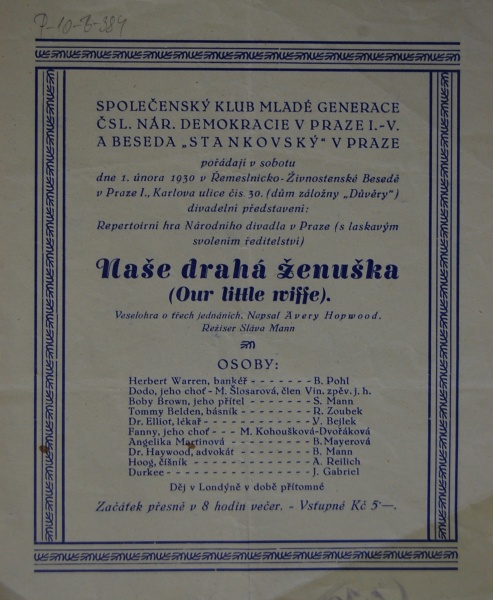 P-10-B-384
SPOLEČENSKÝ KLUB MLADÉ GENERACE
ČSL. NÁR. DEMOKRACIE V PRAZE I.-V.
A BESEDA „STANKOVSKÝ" V PRAZE
pořádají v sobotu
dne 1. února 1930 v Řemeslnicko-Živnostenské Besedě
v Praze I., Karlova ulice čís 30. (dům záložny „Důvěry")
divadelní představení:
Repertoirní hra Národního divadla v Praze (s laskavým
svolením ředitelství)
Naše drahá ženuška
(Our little wiffe).
Veselohra o třech jednáních. Nepsal Avery Hopwood.
Režiser Sláva Mann
OSOBY:
Herbert Warren, bankéř - - - - - - - B. Pohl
Dodo, jeho choť - M. Šlosarová, člen Vin. zpěv. j. h.
Boby Brown, jeho přítel - - - - - - S. Mann
Tommy Belden, básník - - - - - - - R. Zoubek
Dr. Elliot, lékař - - - - - - - - - V. Bejlek
Fanny, jeho choť - - - M. Kohoušková-Dvořáková
Angelika Martinová - - - - - - - B. Mayerová
Dr. Haywood, advokát - - - - - - - B. Mann
Hoog, číšník - - - - - - - - - - A. Reilich
Durkee - - - - - - - - - - - - J. Gabriel
Děj v Londýně v době přítomné
Začátek přesně v 8 hodin večer. - Vstupné Kč 5·—.